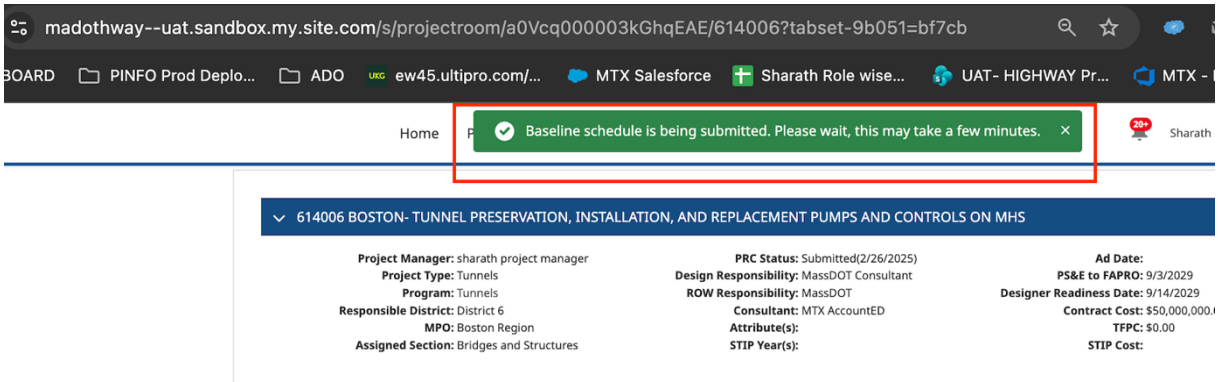 madothway--uat.sandbox.my.site.com/s/projectroom/a0Vcq000003kGhqEAE/614006?tabset-9b051=bf7cb
BOARD PINFO Prod Deplo... ADO UKG ew45.ultipro.com/... MTX Salesforce Sharath Role wise... UAT- HIGHWAY Pr... MTX -
Home P Baseline schedule is being submitted. Please wait, this may take a few minutes. × 20+ Sharath
614006 BOSTON- TUNNEL PRESERVATION, INSTALLATION, AND REPLACEMENT PUMPS AND CONTROLS ON MHS
Project Manager: sharath project manager PRC Status: Submitted(2/26/2025) Ad Date:
Project Type: Tunnels Design Responsibility: MassDOT Consultant PS&E to FAPRO: 9/3/2029
Program: Tunnels ROW Responsibility: MassDOT Designer Readiness Date: 9/14/2029
Responsible District: District 6 Consultant: MTX AccountED Contract Cost: $50,000,000.
MPO: Boston Region Attribute(s): TFPC: $0.00
Assigned Section: Bridges and Structures STIP Year(s): STIP Cost: